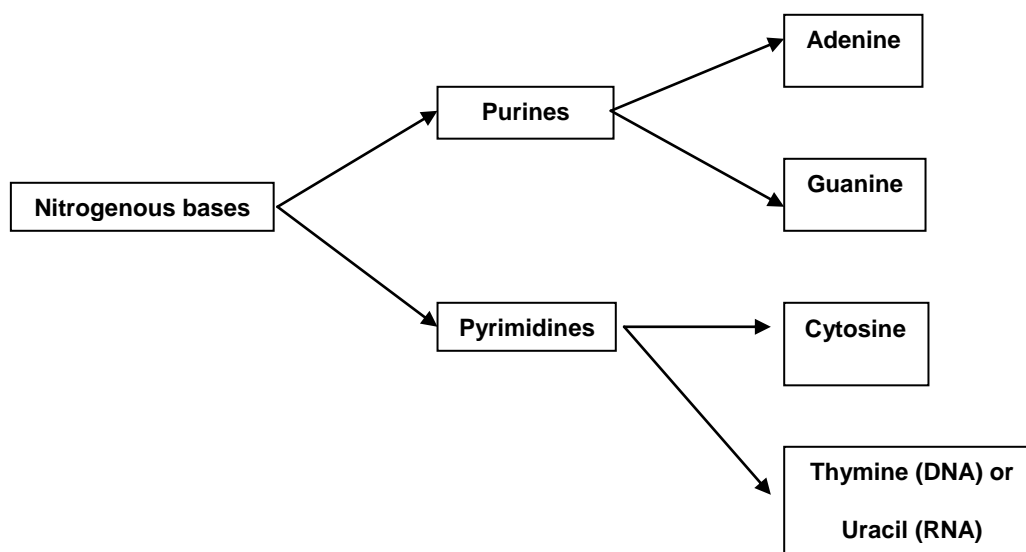 Adenine
Purines
Guanine
Nitrogenous bases
Pyrimidines
Cytosine
Thymine (DNA) or
Uracil (RNA)